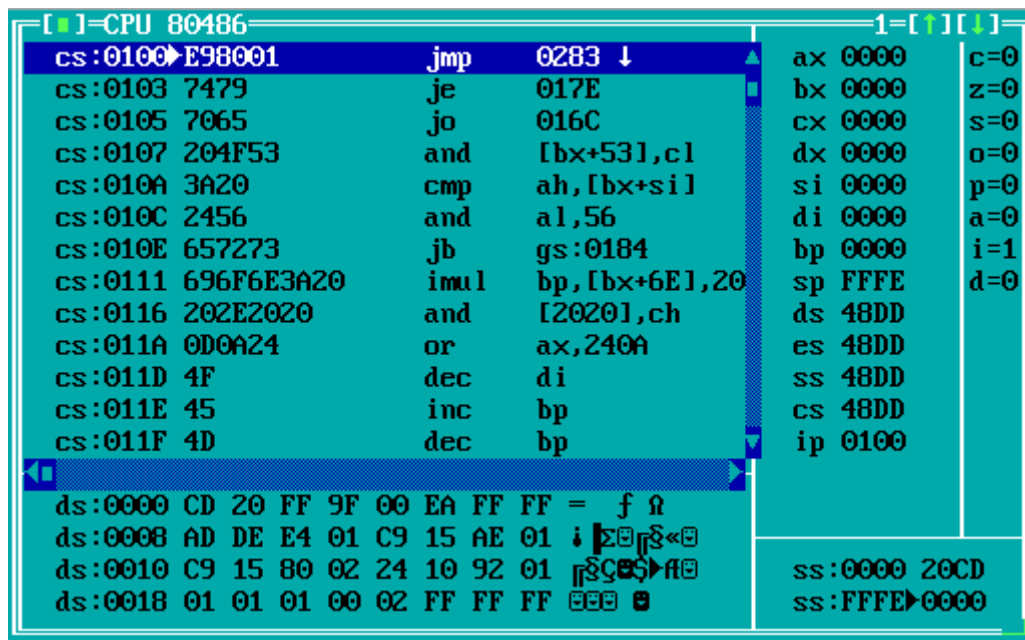 [■]=CPU 80486 1=[↑][↓]
cs:0100►E98001 jmp 0283 ↓ ax 0000 c=0
cs:0103 7479 je 017E bx 0000 z=0
cs:0105 7065 jo 016C cx 0000 s=0
cs:0107 204F53 and [bx+53],cl dx 0000 o=0
cs:010A 3A20 cmp ah,[bx+si] si 0000 p=0
cs:010C 2456 and al,56 di 0000 a=0
cs:010E 657273 jb gs:0184 bp 0000 i=1
cs:0111 696F6E3A20 imul bp,[bx+6E],20 sp FFFE d=0
cs:0116 202E2020 and [2020],ch ds 48DD
cs:011A 0D0A24 or ax,240A es 48DD
cs:011D 4F dec di ss 48DD
cs:011E 45 inc bp cs 48DD
cs:011F 4D dec bp ip 0100
ds:0000 CD 20 FF 9F 00 EA FF FF = ƒ Ω
ds:0008 AD DE E4 01 C9 15 AE 01 ¡▐Σ☺╔§«☺
ds:0010 C9 15 80 02 24 10 92 01 ╔§Ç☻$►Æ☺ ss:0000 20CD
ds:0018 01 01 01 00 02 FF FF FF ☺☺☺ ☻ ss:FFFE►0000